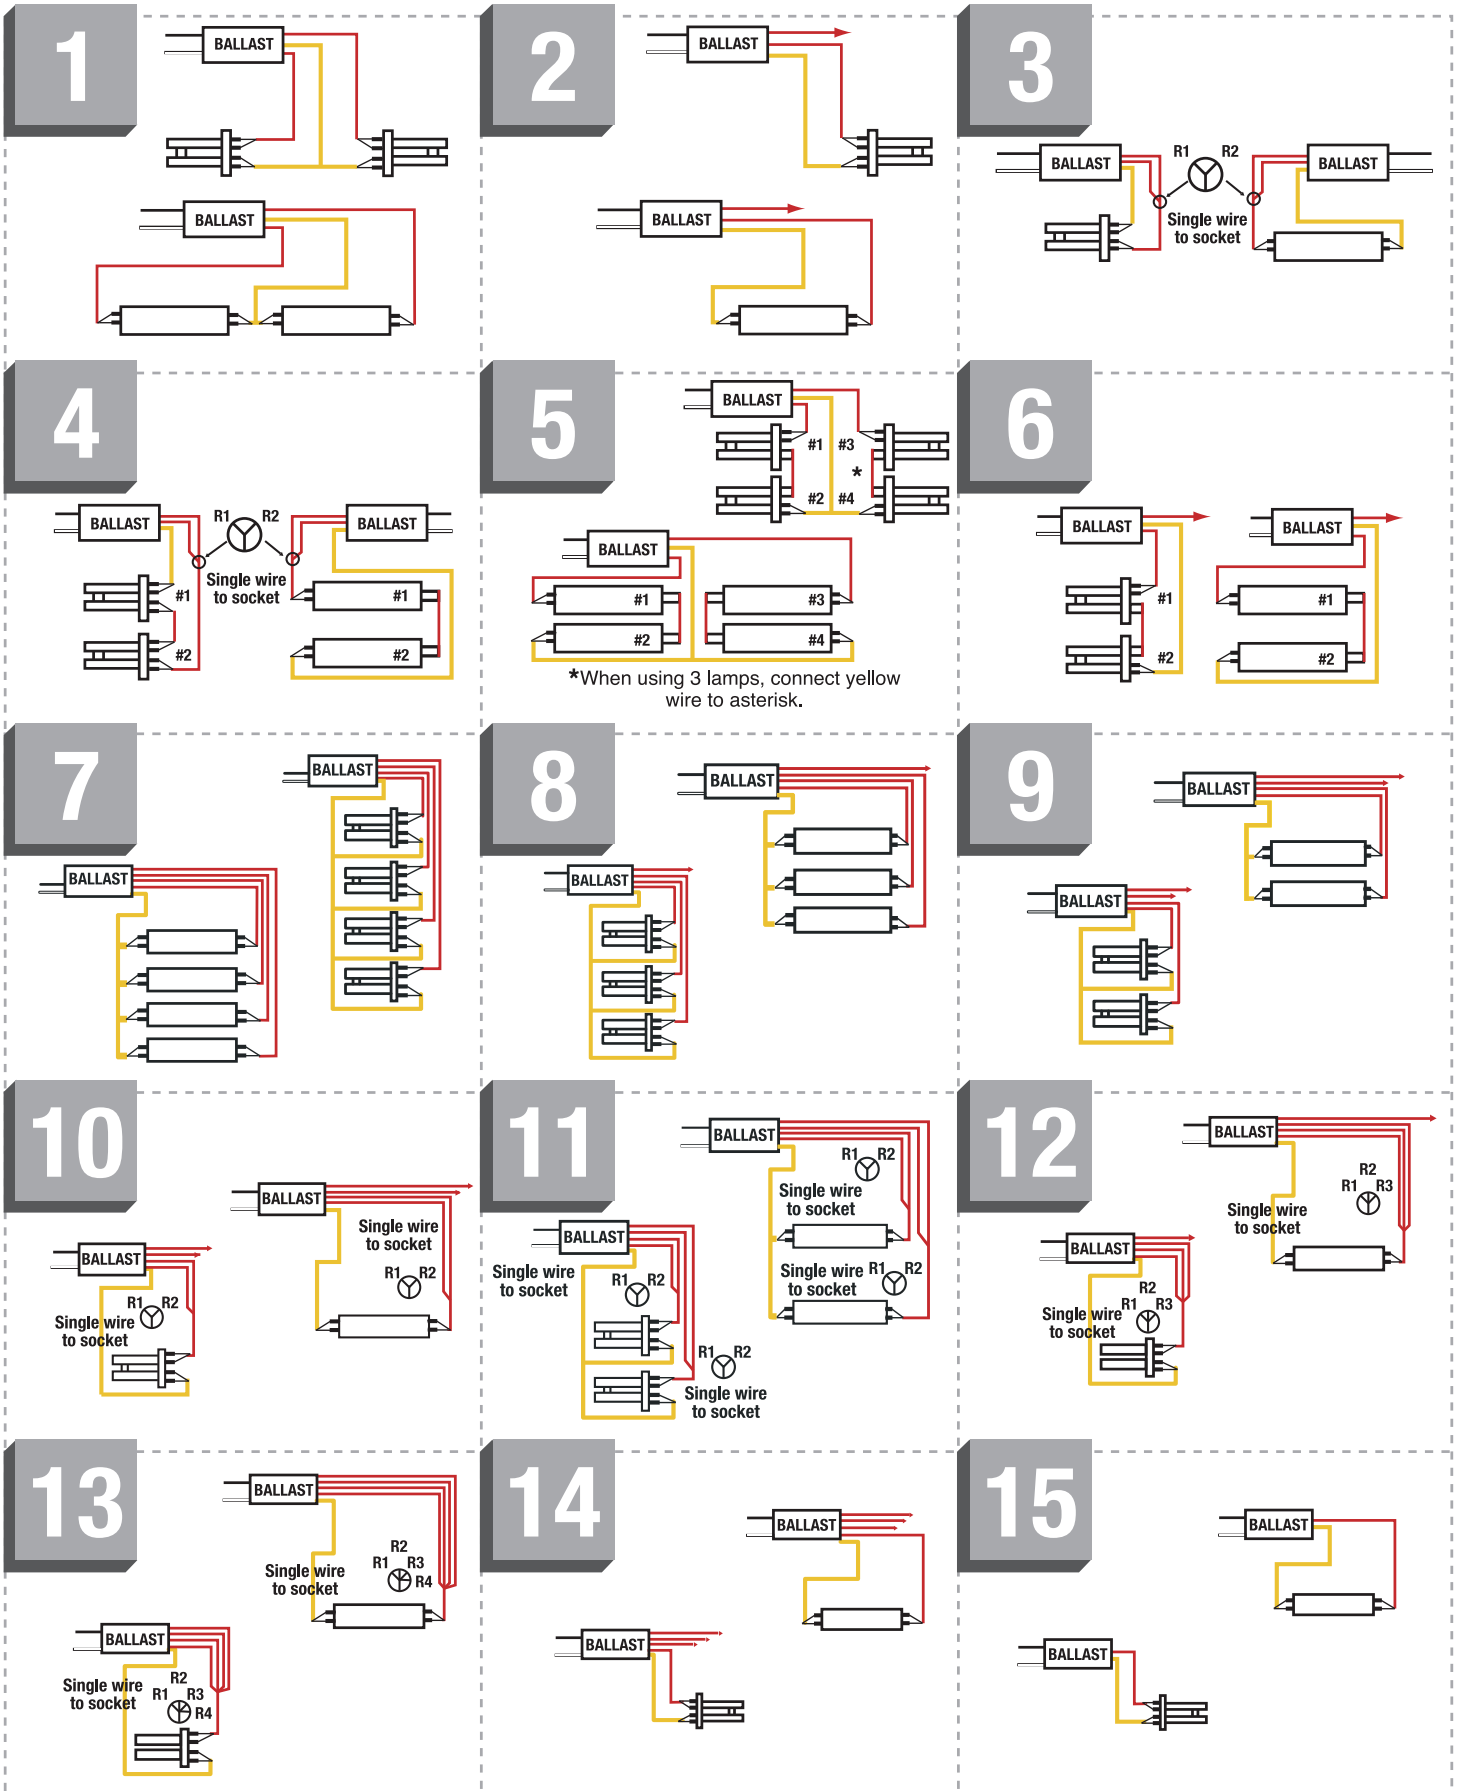 1
BALLAST
BALLAST
2
BALLAST
BALLAST
3
BALLAST
R1 R2
BALLAST
Single wire
to socket
4
BALLAST
R1 R2
BALLAST
Single wire
to socket
#1
#2
#1
#2
5
BALLAST
#1 #3
*
#2 #4
BALLAST
#1 #3
#2 #4
*When using 3 lamps, connect yellow
wire to asterisk.
6
BALLAST
BALLAST
#1
#2
#1
#2
7
BALLAST
BALLAST
8
BALLAST
BALLAST
9
BALLAST
BALLAST
10
BALLAST
Single wire
to socket
R1 R2
BALLAST
R1 R2
Single wire
to socket
11
BALLAST
R1 R2
Single wire
to socket
Single wire
to socket
R1 R2
BALLAST
Single wire
to socket
R1 R2
R1 R2
Single wire
to socket
12
BALLAST
R2
R1 R3
Single wire
to socket
BALLAST
R2
R1 R3
Single wire
to socket
13
BALLAST
R2
R1 R3
R4
Single wire
to socket
BALLAST
R2
R1 R3
R4
Single wire
to socket
14
BALLAST
BALLAST
15
BALLAST
BALLAST